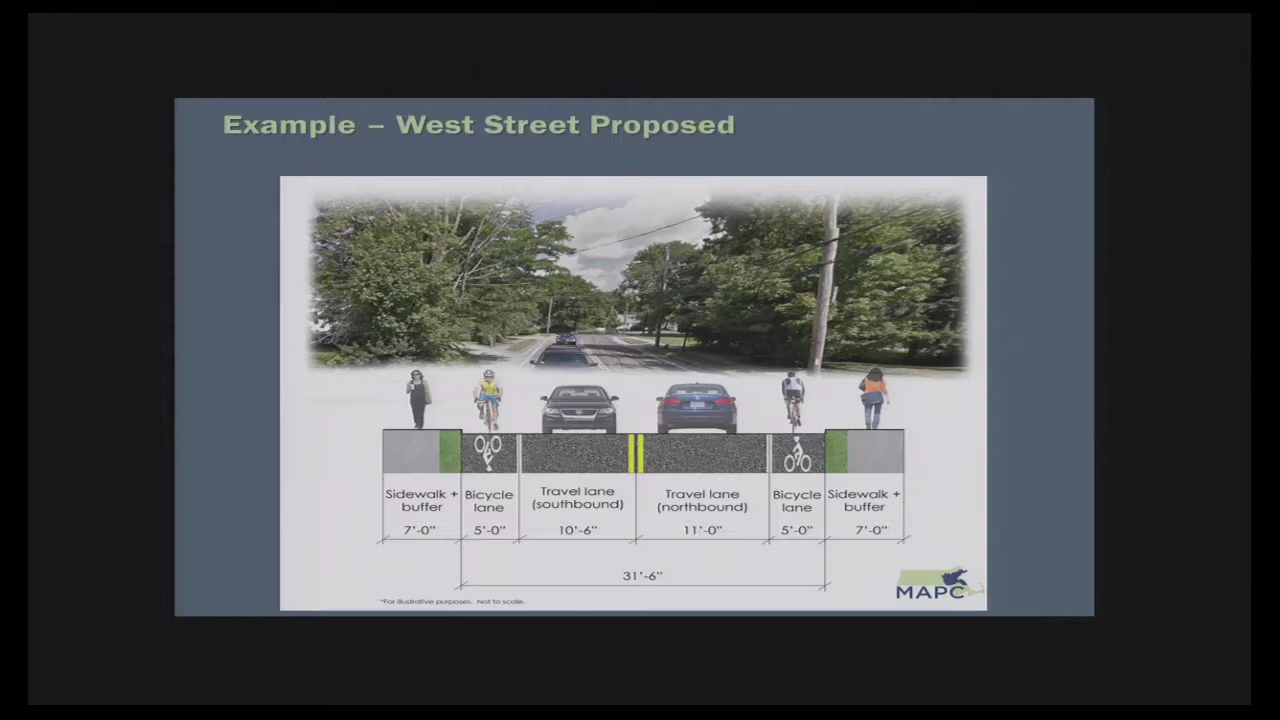 Example – West Street Proposed
Sidewalk + buffer
7'-0"
Bicycle lane
5'-0"
Travel lane (southbound)
10'-6"
Travel lane (northbound)
11'-0"
Bicycle lane
5'-0"
Sidewalk + buffer
7'-0"
31'-6"
*For illustrative purposes. Not to scale.
MAPC